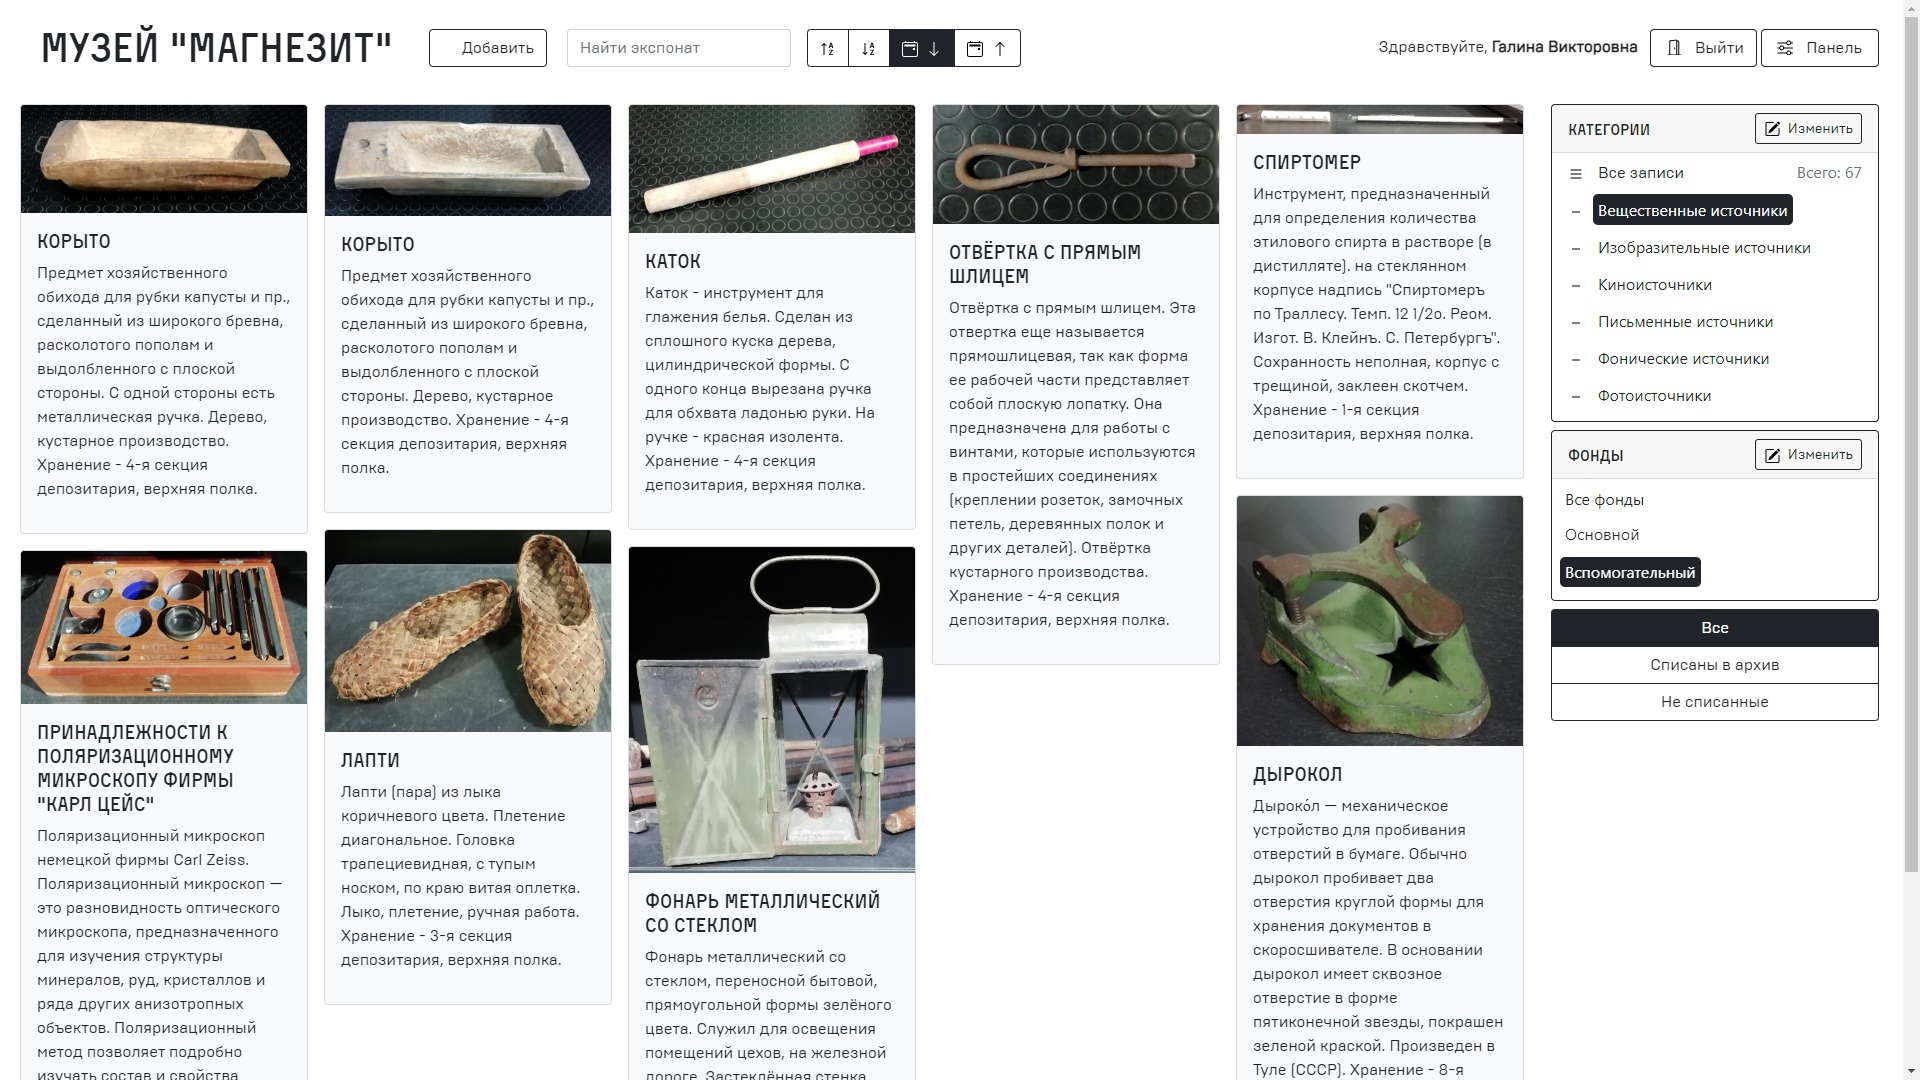 МУЗЕЙ "МАГНЕЗИТ"
Добавить
Найти экспонат
Здравствуйте, Галина Викторовна
Выйти
Панель
КОРЫТО
Предмет хозяйственного
обихода для рубки капусты и пр.,
сделанный из широкого бревна,
расколотого пополам и
выдолбленного с плоской
стороны. С одной стороны есть
металлическая ручка. Дерево,
кустарное производство.
Хранение - 4-я секция
депозитария, верхняя полка.
ПРИНАДЛЕЖНОСТИ К
ПОЛЯРИЗАЦИОННОМУ
МИКРОСКОПУ ФИРМЫ
"КАРЛ ЦЕЙС"
Поляризационный микроскоп
немецкой фирмы Carl Zeiss.
Поляризационный микроскоп —
это разновидность оптического
микроскопа, предназначенного
для изучения структуры
минералов, руд, кристаллов и
ряда других анизотропных
объектов. Поляризационный
метод позволяет подробно
изучать состав и свойства
КОРЫТО
Предмет хозяйственного
обихода для рубки капусты и пр.,
сделанный из широкого бревна,
расколотого пополам и
выдолбленного с плоской
стороны. Дерево, кустарное
производство. Хранение - 4-я
секция депозитария, верхняя
полка.
ЛАПТИ
Лапти (пара) из лыка
коричневого цвета. Плетение
диагональное. Головка
трапециевидная, с тупым
носком, по краю витая оплетка.
Лыко, плетение, ручная работа.
Хранение - 3-я секция
депозитария, верхняя полка.
КАТОК
Каток - инструмент для
глажения белья. Сделан из
сплошного куска дерева,
цилиндрической формы. С
одного конца вырезана ручка
для обхвата ладонью руки. На
ручке - красная изолента.
Хранение - 4-я секция
депозитария, верхняя полка.
ФОНАРЬ МЕТАЛЛИЧЕСКИЙ
СО СТЕКЛОМ
Фонарь металлический со
стеклом, переносной бытовой,
прямоугольной формы зелёного
цвета. Служил для освещения
помещений цехов, на железной
дороге. Застеклённая стенка
ОТВЁРТКА С ПРЯМЫМ
ШЛИЦЕМ
Отвёртка с прямым шлицем. Эта
отвертка еще называется
прямошлицевая, так как форма
ее рабочей части представляет
собой плоскую лопатку. Она
предназначена для работы с
винтами, которые используются
в простейших соединениях
(креплении розеток, замочных
петель, деревянных полок и
других деталей). Отвёртка
кустарного производства.
Хранение - 4-я секция
депозитария, верхняя полка.
СПИРТОМЕР
Инструмент, предназначенный
для определения количества
этилового спирта в растворе (в
дистилляте). на стеклянном
корпусе надпись "Спиртомеръ
по Траллесу. Темп. 12 1/2о. Реом.
Изгот. В. Клейнъ. С. Петербургъ".
Сохранность неполная, корпус с
трещиной, заклеен скотчем.
Хранение - 1-я секция
депозитария, верхняя полка.
ДЫРОКОЛ
Дыроко́л — механическое
устройство для пробивания
отверстий в бумаге. Обычно
дырокол пробивает два
отверстия круглой формы для
хранения документов в
скоросшивателе. В основании
дырокол имеет сквозное
отверстие в форме
пятиконечной звезды, покрашен
зеленой краской. Произведен в
Туле (СССР). Хранение - 8-я
КАТЕГОРИИ
Изменить
Все записи
Всего: 67
Вещественные источники
Изобразительные источники
Киноисточники
Письменные источники
Фонические источники
Фотоисточники
ФОНДЫ
Изменить
Все фонды
Основной
Вспомогательный
Все
Списаны в архив
Не списанные